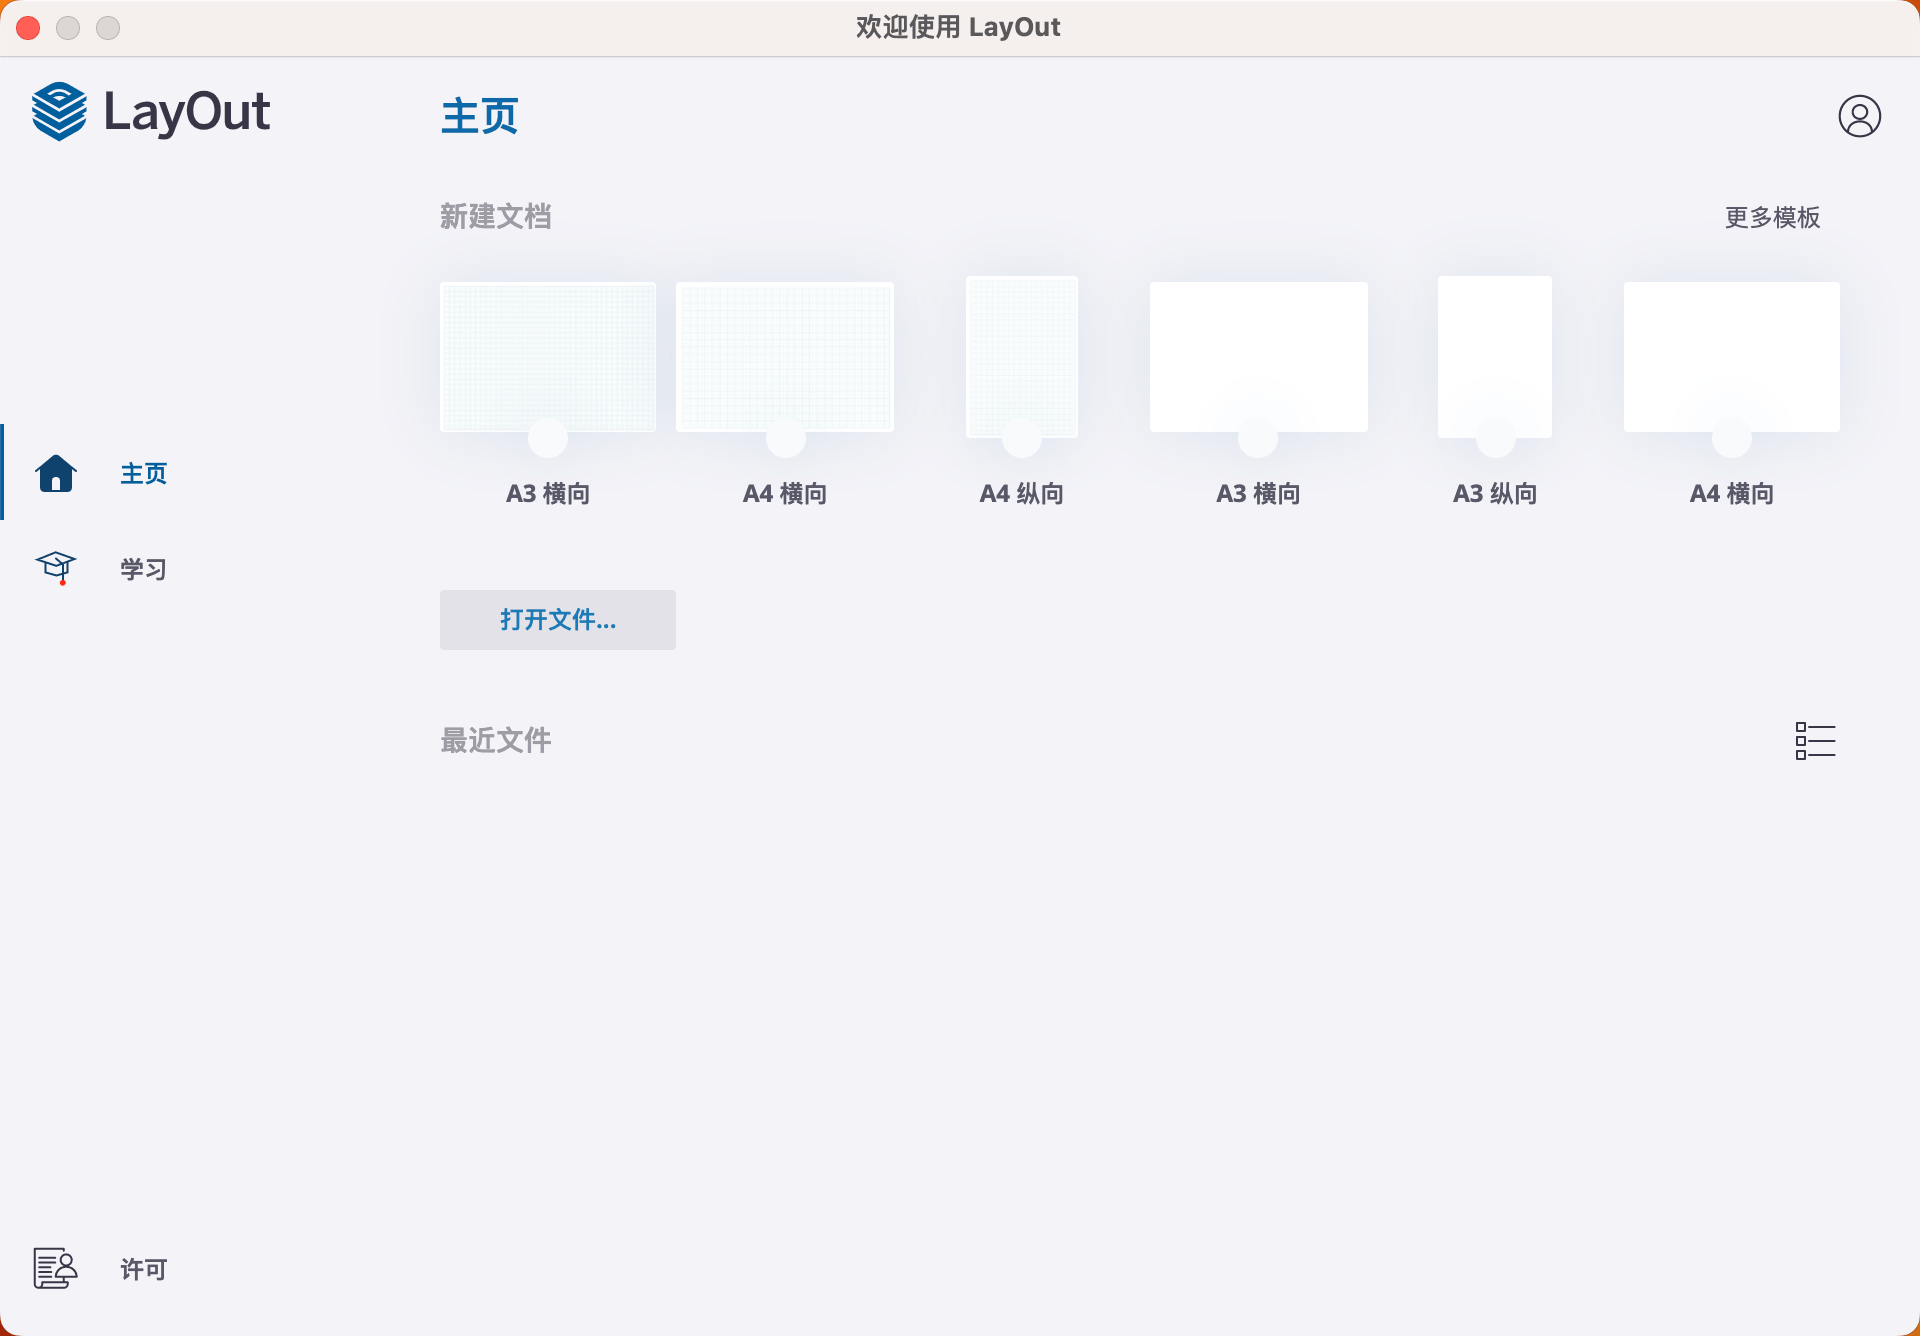 欢迎使用 LayOut
LayOut
主页
新建文档
更多模板
A3 横向
A4 横向
A4 纵向
A3 横向
A3 纵向
A4 横向
主页
学习
打开文件...
最近文件
许可